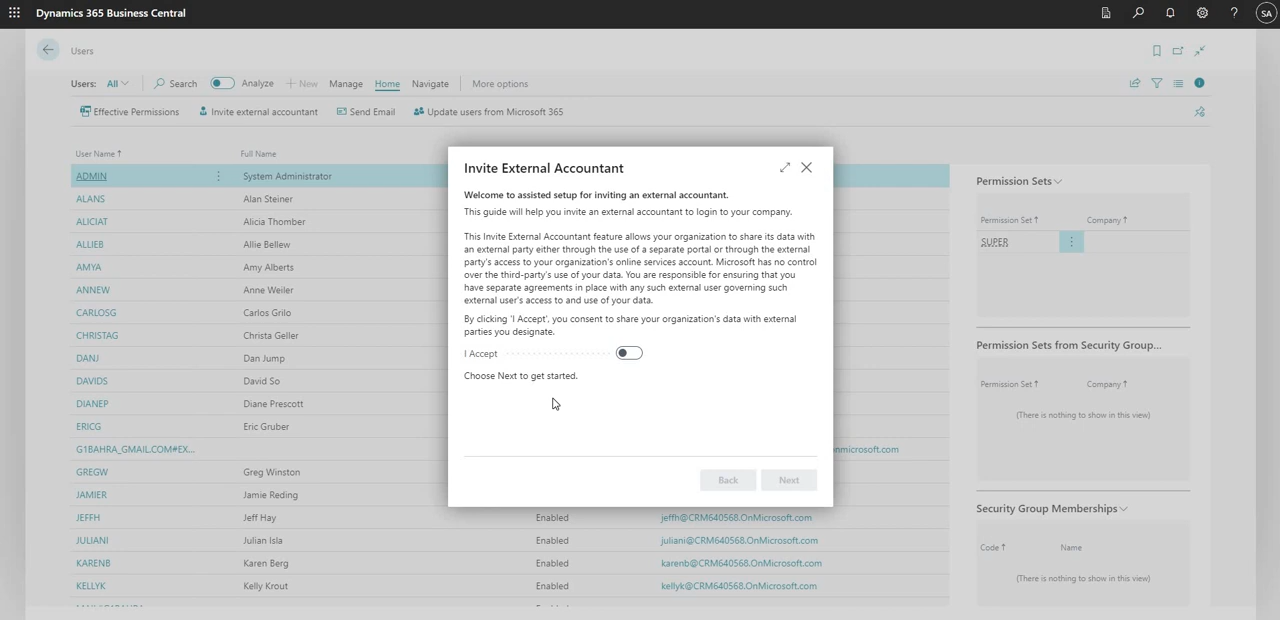 Dynamics 365 Business Central
SA
Users
Users: All Search Analyze + New Manage Home Navigate More options
Effective Permissions Invite external accountant Send Email Update users from Microsoft 365
User Name ↑ Full Name
ADMIN System Administrator
ALANS Alan Steiner
ALICIAT Alicia Thomber
ALLIEB Allie Bellew
AMYA Amy Alberts
ANNEW Anne Weiler
CARLOSG Carlos Grilo
CHRISTAG Christa Geller
DANJ Dan Jump
DAVIDS David So
DIANEP Diane Prescott
ERICG Eric Gruber
G1BAHRA_GMAIL.COM#EX... onmicrosoft.com
GREGW Greg Winston
JAMIER Jamie Reding
JEFFH Jeff Hay Enabled jeffh@CRM640568.OnMicrosoft.com
JULIANI Julian Isla Enabled juliani@CRM640568.OnMicrosoft.com
KARENB Karen Berg Enabled karenb@CRM640568.OnMicrosoft.com
KELLYK Kelly Krout Enabled kellyk@CRM640568.OnMicrosoft.com
Invite External Accountant
Welcome to assisted setup for inviting an external accountant.
This guide will help you invite an external accountant to login to your company.
This Invite External Accountant feature allows your organization to share its data with
an external party either through the use of a separate portal or through the external
party's access to your organization's online services account. Microsoft has no control
over the third-party's use of your data. You are responsible for ensuring that you
have separate agreements in place with any such external user governing such
external user's access to and use of your data.
By clicking 'I Accept', you consent to share your organization's data with external
parties you designate.
I Accept
Choose Next to get started.
Back Next
Permission Sets
Permission Set ↑ Company ↑
SUPER
Permission Sets from Security Group...
Permission Set ↑ Company ↑
(There is nothing to show in this view)
Security Group Memberships
Code ↑ Name
(There is nothing to show in this view)